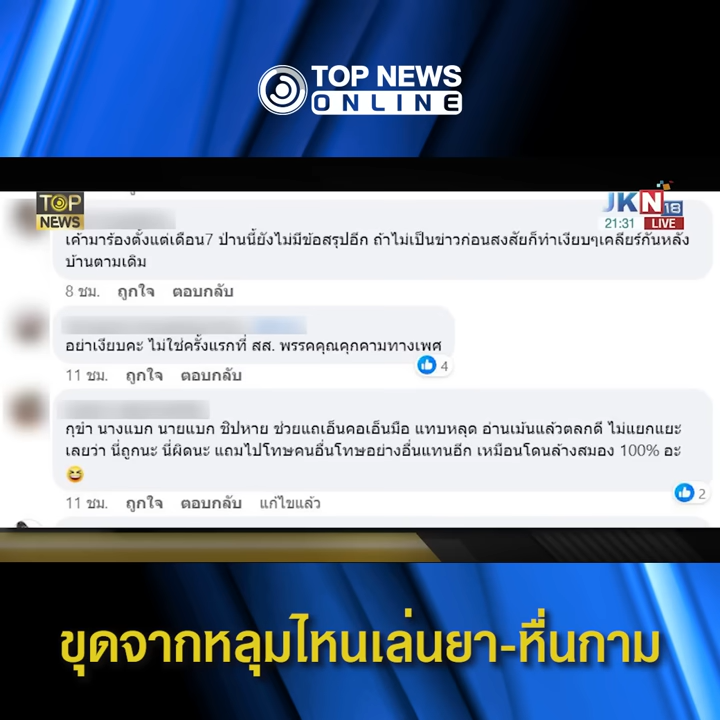 TOP NEWS
ONLINE
TOP
NEWS
JKN18
21:31 LIVE
เค้ามาร้องตั้งแต่เดือน7 ป่านนี้ยังไม่มีข้อสรุปอีก ถ้าไม่เป็นข่าวก่อนสงสัยก็ทำเงียบๆเคลียร์กันหลัง
บ้านตามเดิม
8 ชม. ถูกใจ ตอบกลับ
อย่าเงียบคะ ไม่ใช่ครั้งแรกที่ สส. พรรคคุณคุกคามทางเพศ
4
11 ชม. ถูกใจ ตอบกลับ
กุขำ นางแบก นายแบก ชิปหาย ช่วยแถเอ็นคอเอ็นมือ แทบหลุด อ่านเม้นแล้วตลกดี ไม่แยกแยะ
เลยว่า นี่ถูกนะ นี่ผิดนะ แถมไปโทษคนอื่นโทษอย่างอื่นแทนอีก เหมือนโดนล้างสมอง 100% อะ
😆
2
11 ชม. ถูกใจ ตอบกลับ แก้ไขแล้ว
ขุดจากหลุมไหนเล่นยา-หื่นกาม